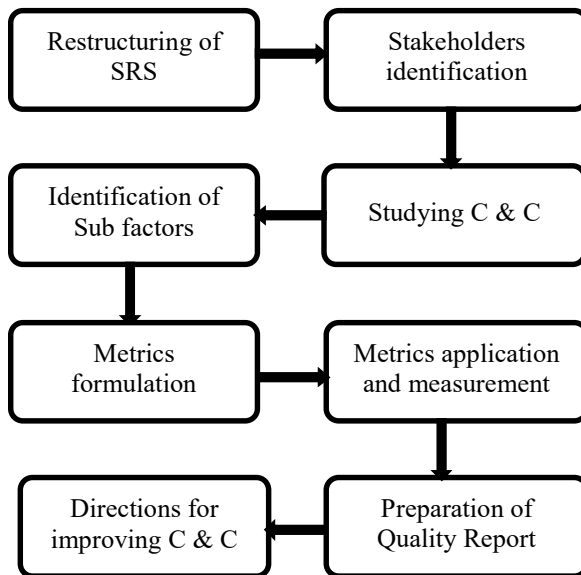 Restructuring of
SRS
Stakeholders
identification
Studying C & C
Identification of
Sub factors
Metrics
formulation
Metrics application
and measurement
Preparation of
Quality Report
Directions for
improving C & C